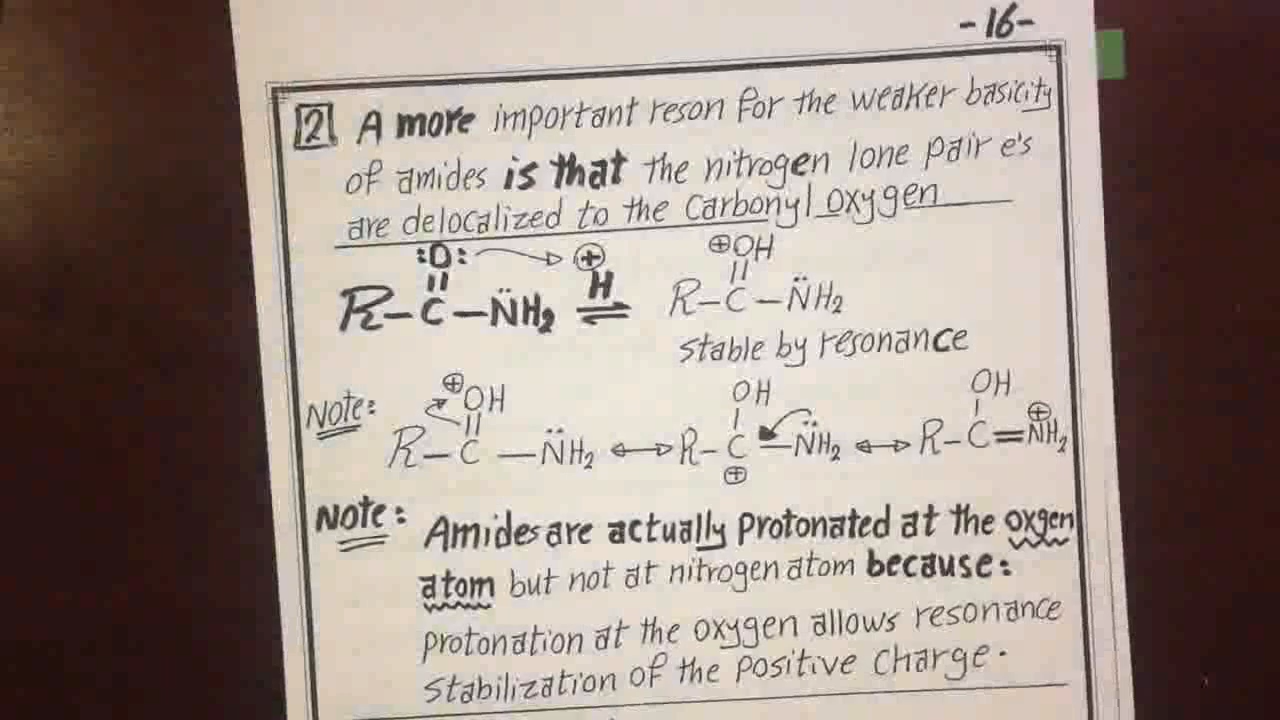 -16-
2 A more important reson for the weaker basicity
of amides is that the nitrogen lone pair e's
are delocalized to the carbonyl oxygen
:O: ⊕ ⊕OH
|| H ||
R-C-N̈H2 ⇌ R-C-N̈H2
stable by resonance
⊕OH OH OH
Note: || | | ⊕
R-C-N̈H2 ↔ R-C-N̈H2 ↔ R-C=NH2
⊕
Note: Amides are actually protonated at the oxgen
atom but not at nitrogen atom because:
protonation at the oxygen allows resonance
stabilization of the positive charge.